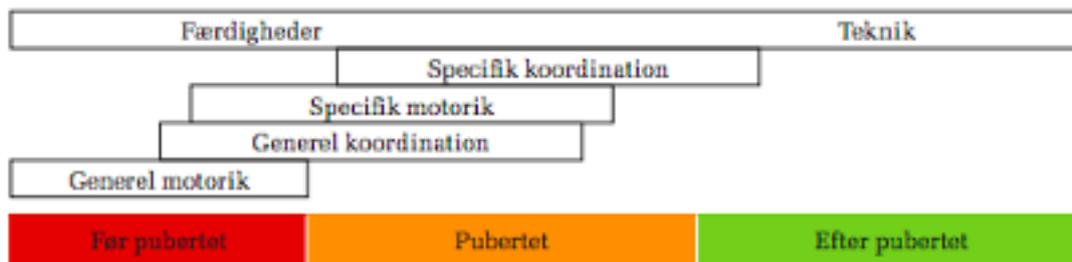 Færdigheder Teknik
Specifik koordination
Specifik motorik
Generel koordination
Generel motorik
Før pubertet Pubertet Efter pubertet